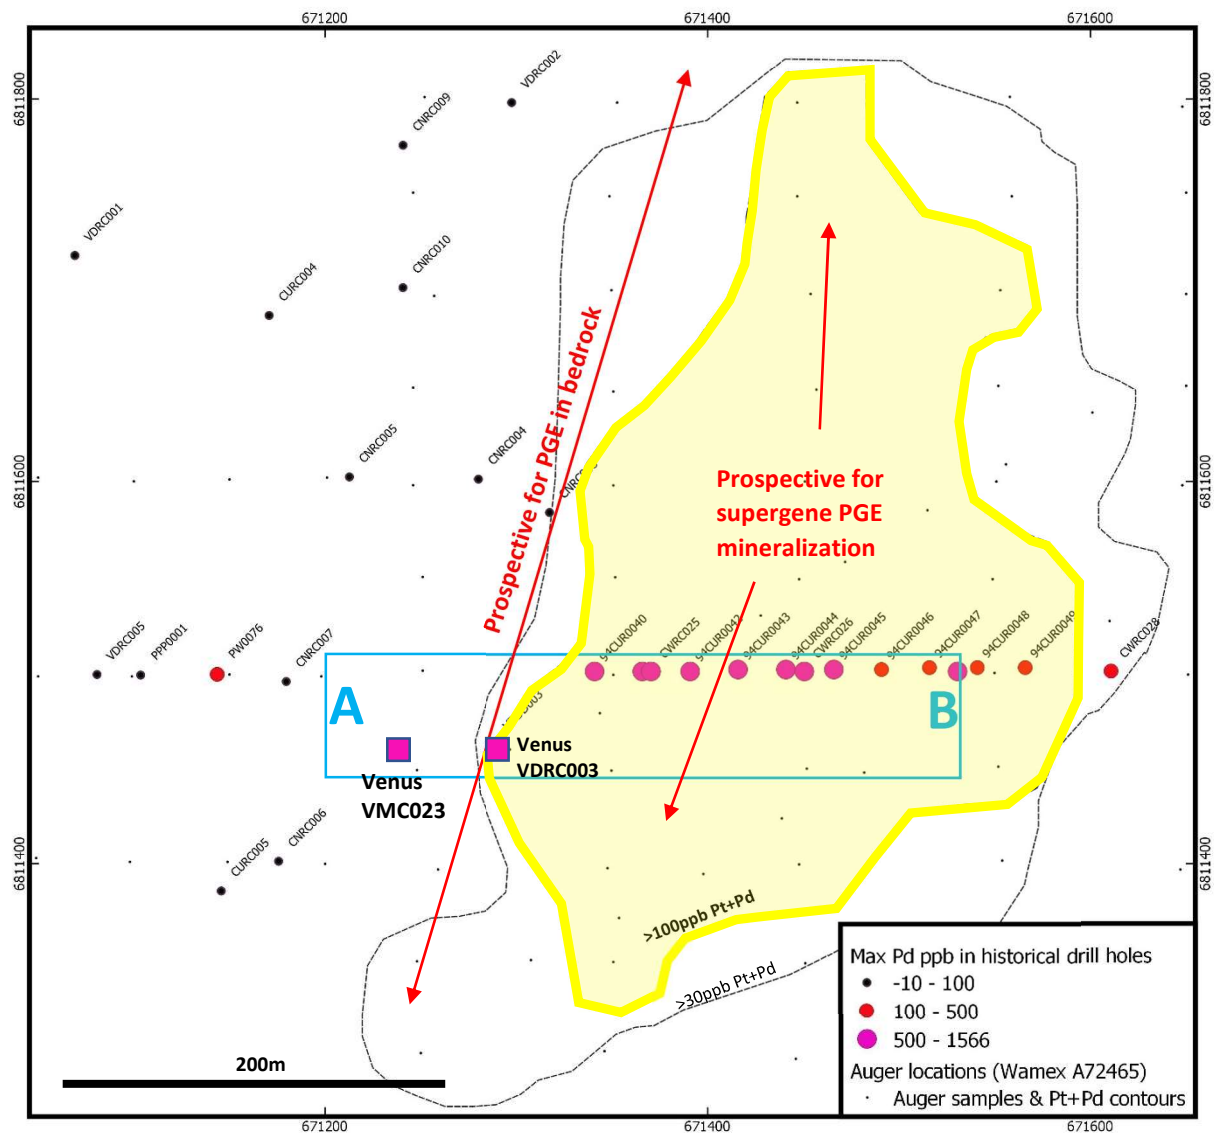 671200
671400
671600
6811800
6811800
VDRC002
CNRC009
VDRC001
CNRC010
CURC004
Prospective for PGE in bedrock
CNRC004
CNRC005
6811600
6811600
Prospective for
supergene PGE
mineralization
VDRC005
PPP0001
PW0076
CNRC007
94CUR0040
CWRC025
94CUR0042
94CUR0043
94CUR0044
CWRC026
94CUR0045
94CUR0046
94CUR0047
94CUR0048
94CUR0049
CWRC028
A
B
Venus
VDRC003
Venus
VMC023
CNRC006
CURC005
6811400
6811400
>100ppb Pt+Pd
>30ppb Pt+Pd
200m
Max Pd ppb in historical drill holes
-10 - 100
100 - 500
500 - 1566
Auger locations (Wamex A72465)
Auger samples & Pt+Pd contours
671200
671400
671600